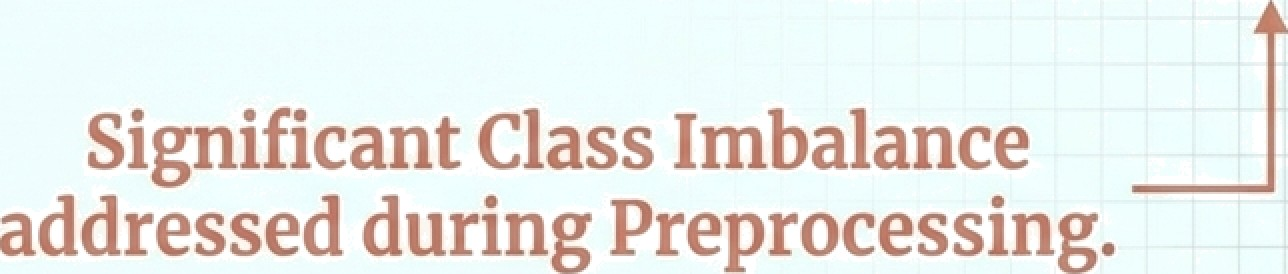 Significant Class Imbalance
addressed during Preprocessing.